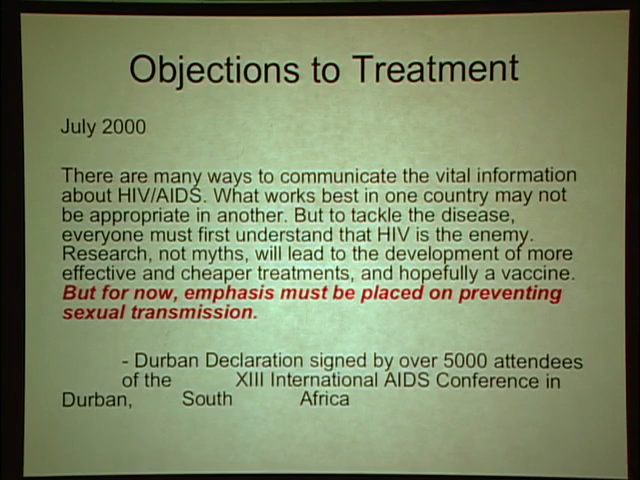 Objections to Treatment
July 2000
There are many ways to communicate the vital information
about HIV/AIDS. What works best in one country may not
be appropriate in another. But to tackle the disease,
everyone must first understand that HIV is the enemy.
Research, not myths, will lead to the development of more
effective and cheaper treatments, and hopefully a vaccine.
But for now, emphasis must be placed on preventing
sexual transmission.
- Durban Declaration signed by over 5000 attendees
of the XIII International AIDS Conference in
Durban, South Africa